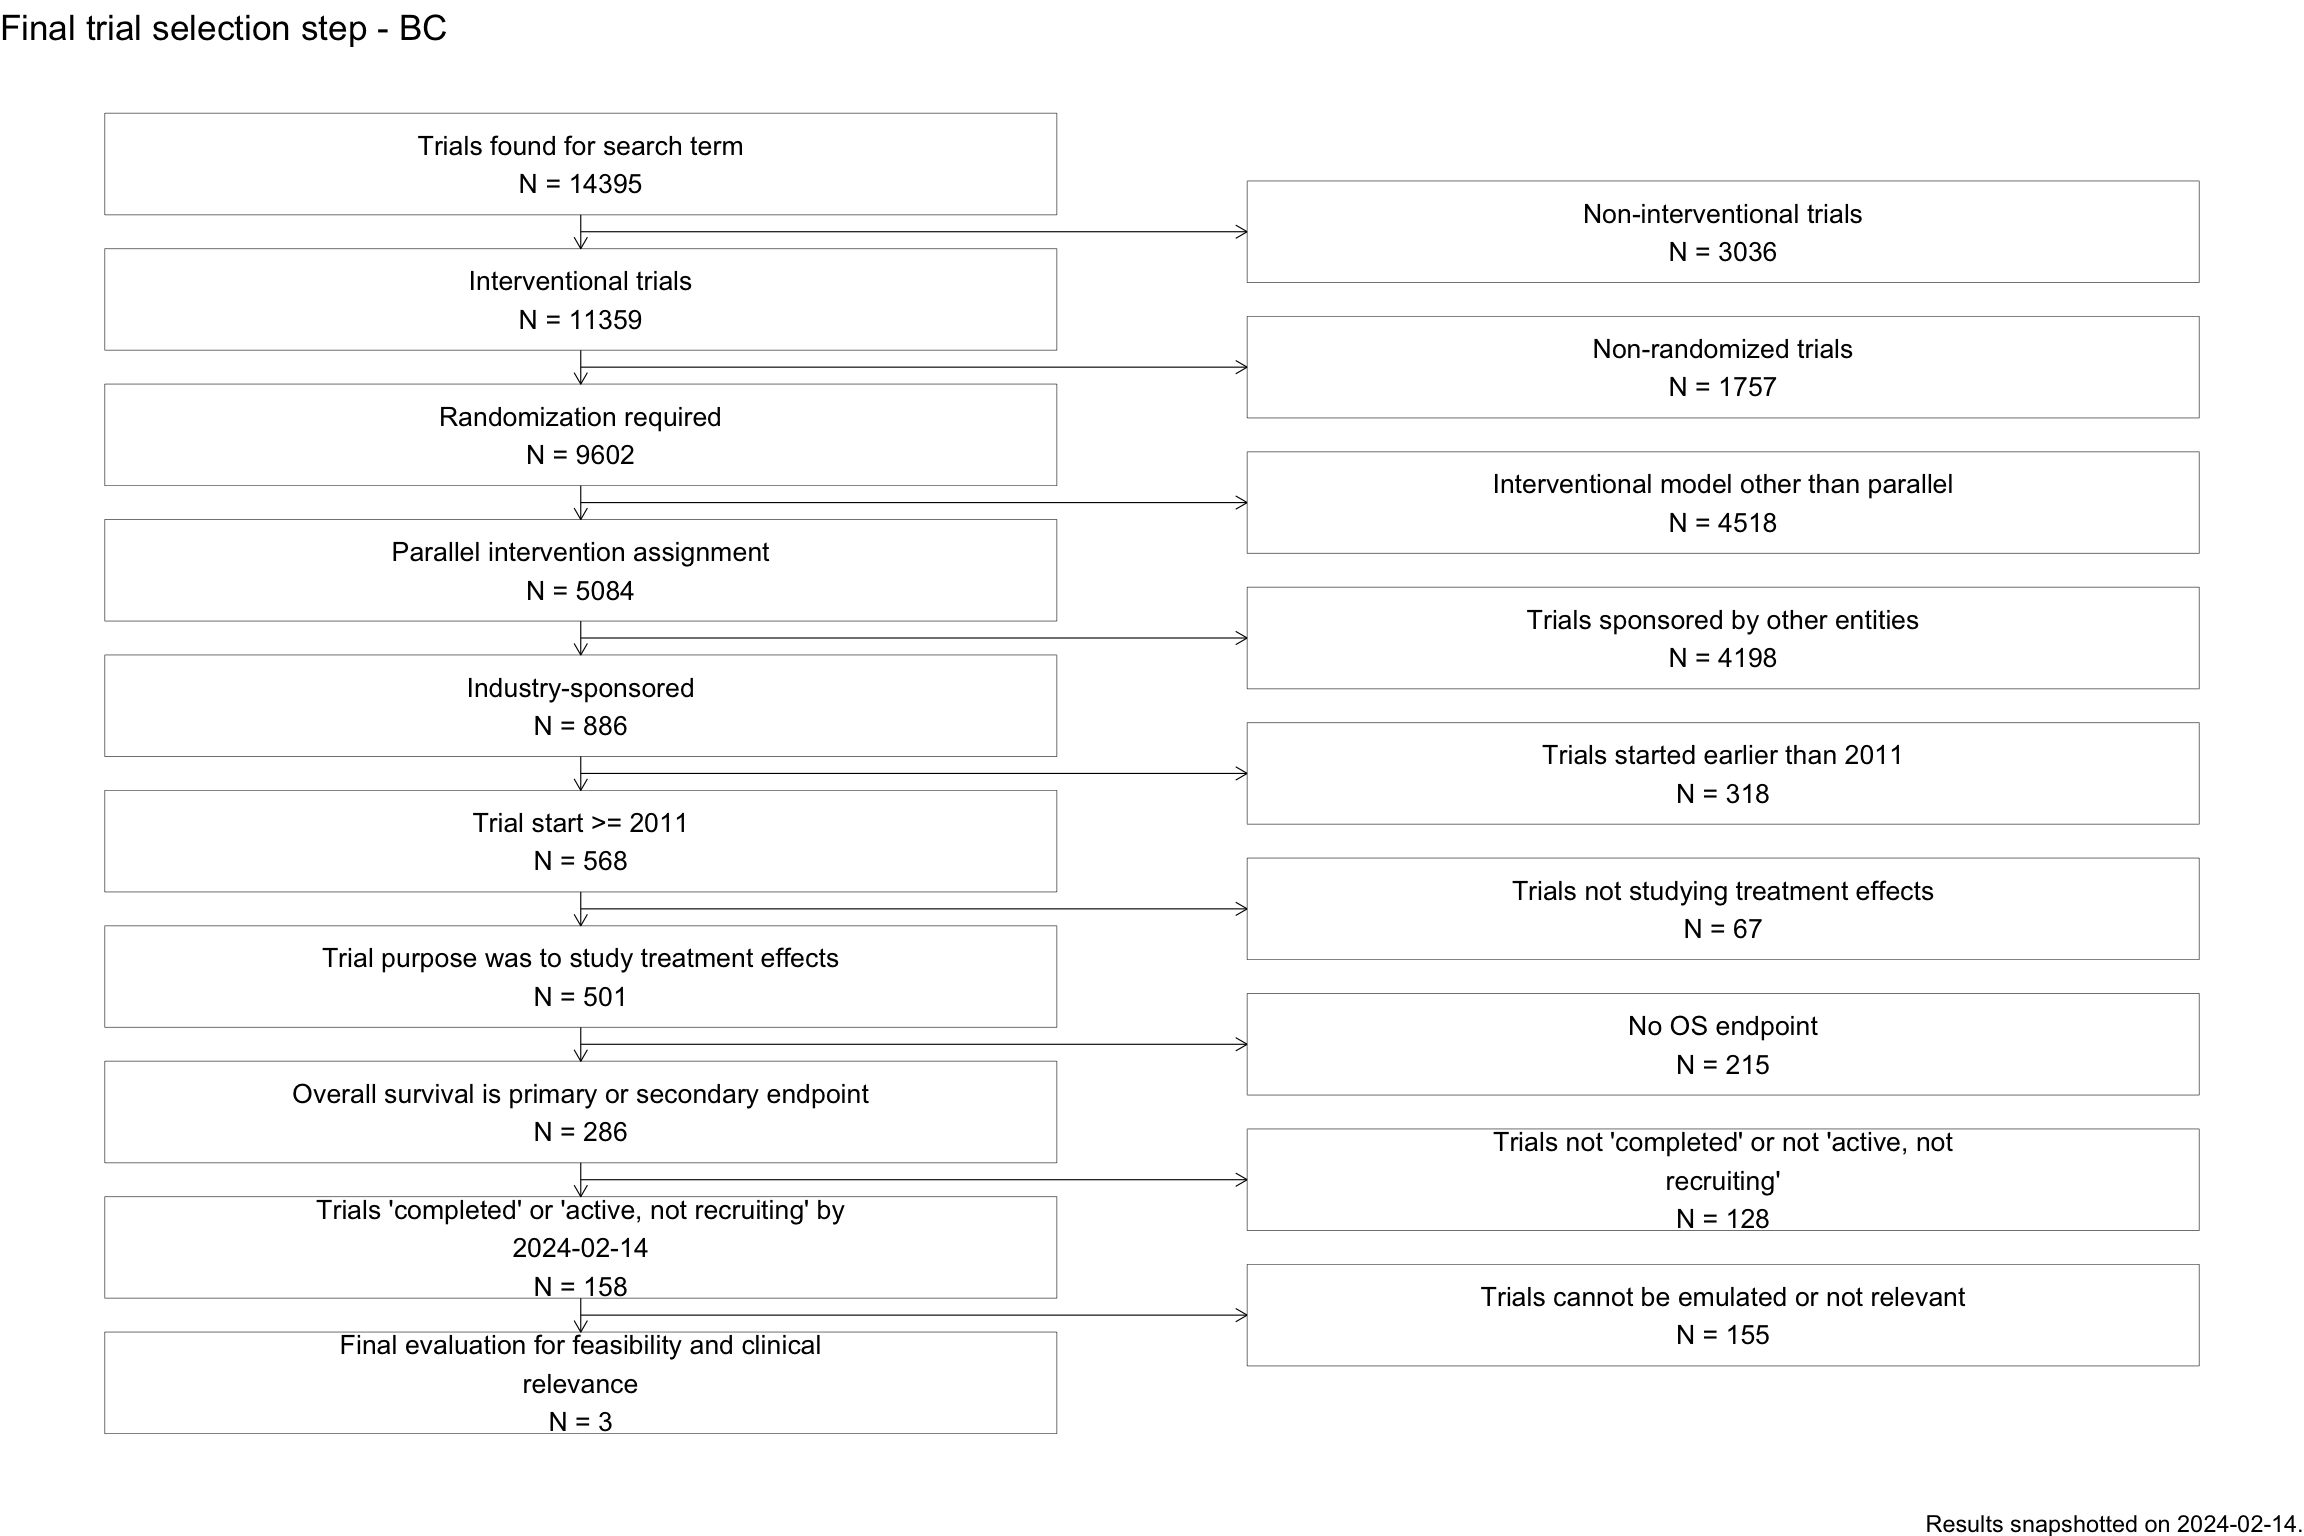 Final trial selection step - BC
Trials found for search term
N = 14395
Non-interventional trials
N = 3036
Interventional trials
N = 11359
Non-randomized trials
N = 1757
Randomization required
N = 9602
Interventional model other than parallel
N = 4518
Parallel intervention assignment
N = 5084
Trials sponsored by other entities
N = 4198
Industry-sponsored
N = 886
Trials started earlier than 2011
N = 318
Trial start >= 2011
N = 568
Trials not studying treatment effects
N = 67
Trial purpose was to study treatment effects
N = 501
No OS endpoint
N = 215
Overall survival is primary or secondary endpoint
N = 286
Trials not 'completed' or not 'active, not
recruiting'
N = 128
Trials 'completed' or 'active, not recruiting' by
2024-02-14
N = 158
Trials cannot be emulated or not relevant
N = 155
Final evaluation for feasibility and clinical
relevance
N = 3
Results snapshotted on 2024-02-14.